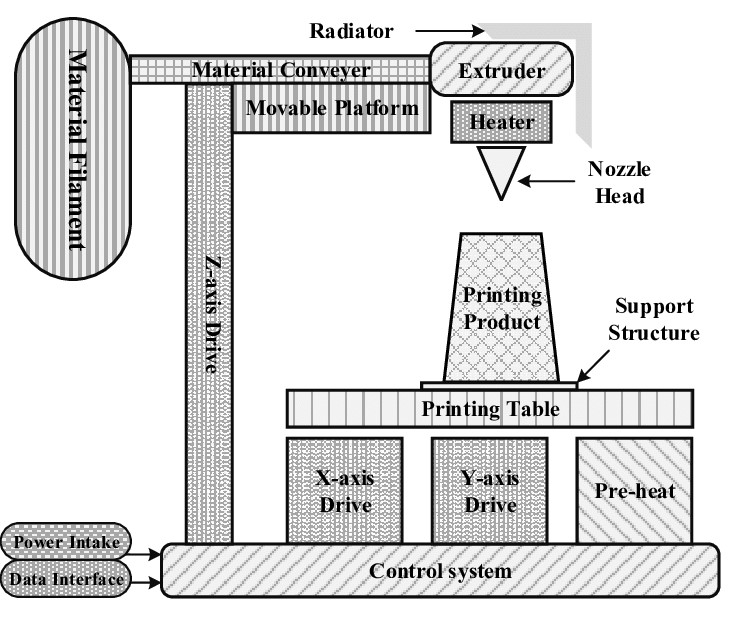 Radiator
Material Filament
Material Conveyer
Extruder
Movable Platform
Heater
Nozzle
Head
Z-axis Drive
Printing
Product
Support
Structure
Printing Table
X-axis
Drive
Y-axis
Drive
Pre-heat
Power Intake
Data Interface
Control system